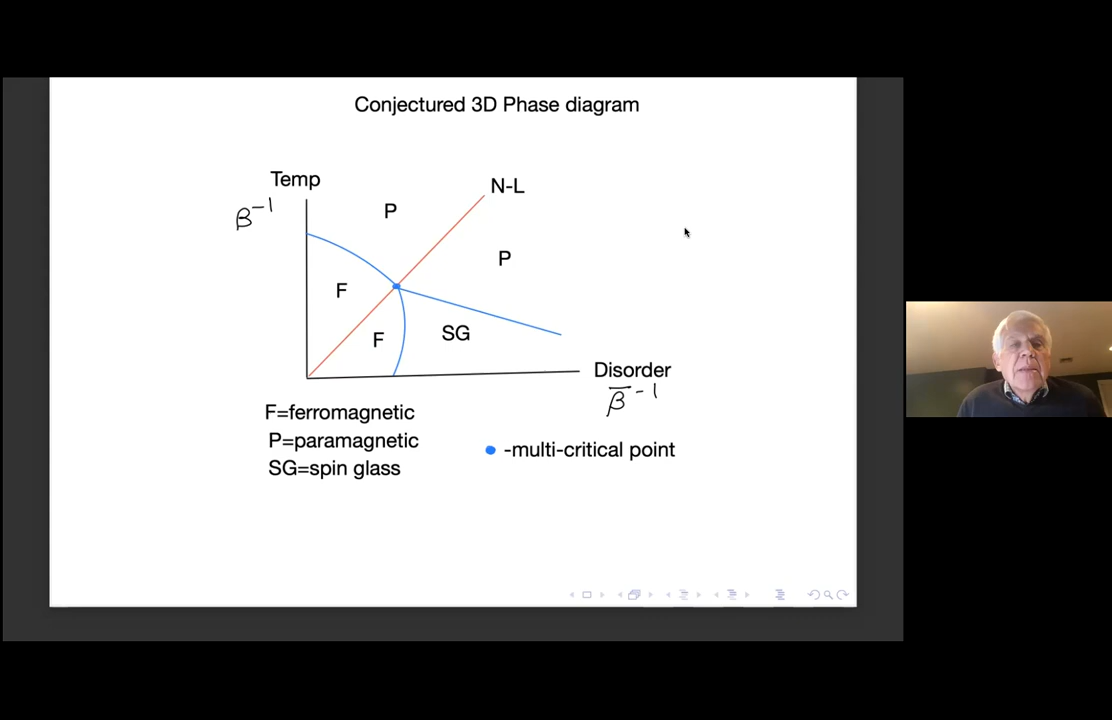 Conjectured 3D Phase diagram
Temp
β⁻¹
P
N-L
P
F
F
SG
Disorder
β̅⁻¹
F=ferromagnetic
P=paramagnetic
SG=spin glass
-multi-critical point